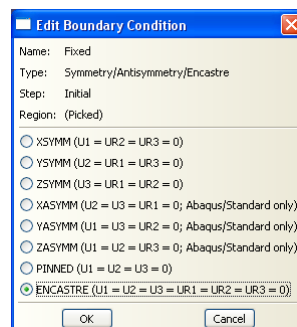 Edit Boundary Condition
Name: Fixed
Type: Symmetry/Antisymmetry/Encastre
Step: Initial
Region: (Picked)
XSYMM (U1 = UR2 = UR3 = 0)
YSYMM (U2 = UR1 = UR3 = 0)
ZSYMM (U3 = UR1 = UR2 = 0)
XASYMM (U2 = U3 = UR1 = 0; Abaqus/Standard only)
YASYMM (U1 = U3 = UR2 = 0; Abaqus/Standard only)
ZASYMM (U1 = U2 = UR3 = 0; Abaqus/Standard only)
PINNED (U1 = U2 = U3 = 0)
ENCASTRE (U1 = U2 = U3 = UR1 = UR2 = UR3 = 0)
OK Cancel